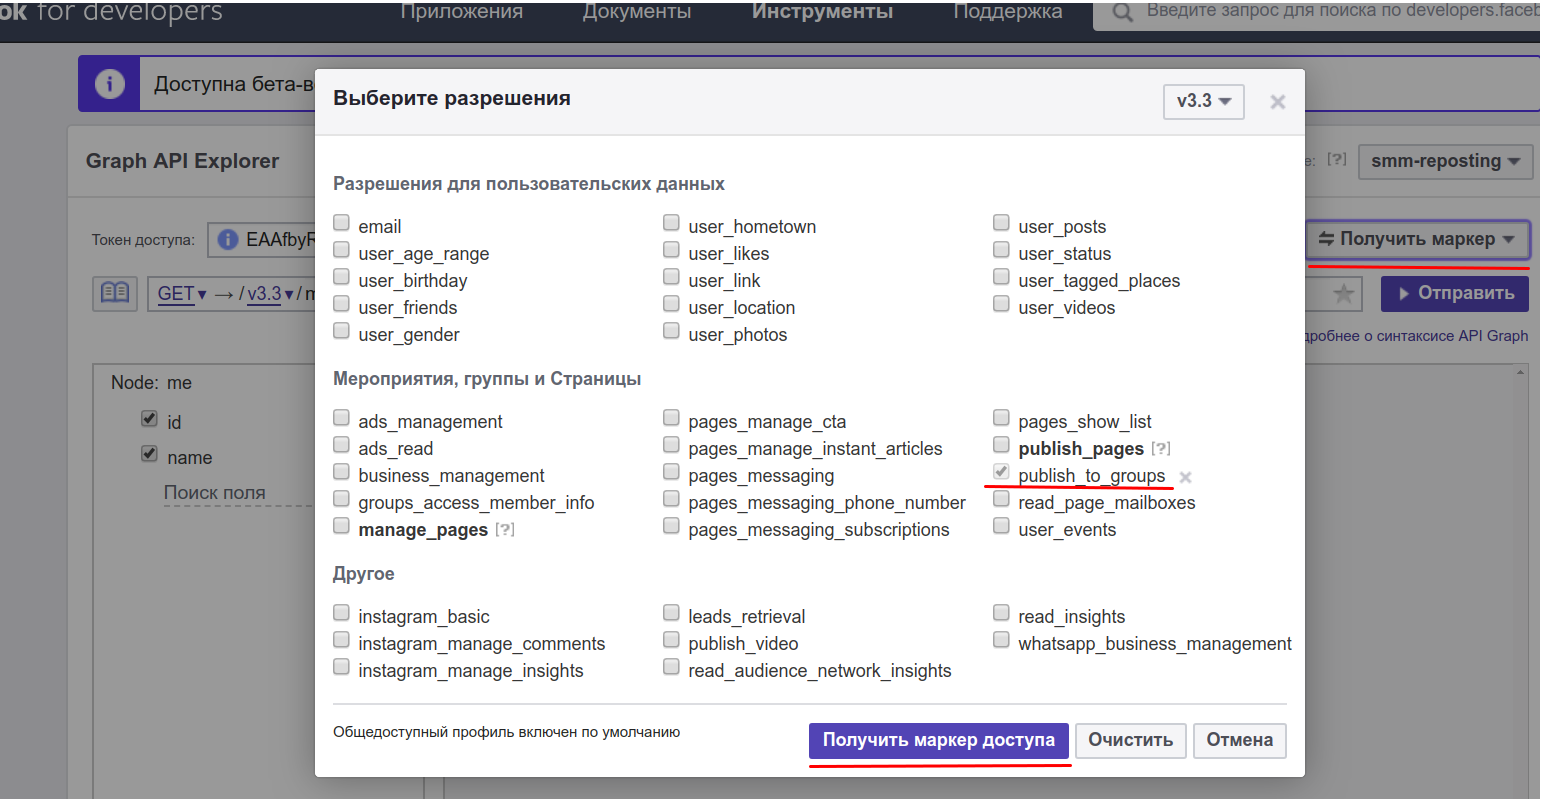 ok for developers Приложения Документы Инструменты Поддержка Введите запрос для поиска по developers.faceb
Доступна бета-в
Выберите разрешения v3.3
Graph API Explorer е: [?] smm-reposting
Разрешения для пользовательских данных
Токен доступа: EAAfbyR Получить маркер
email user_hometown user_posts
user_age_range user_likes user_status
user_birthday user_link user_tagged_places
GET → / v3.3 / m Отправить
user_friends user_location user_videos
user_gender user_photos
дробнее о синтаксисе API Graph
Мероприятия, группы и Страницы
Node: me
id
name
Поиск поля
ads_management pages_manage_cta pages_show_list
ads_read pages_manage_instant_articles publish_pages [?]
business_management pages_messaging publish_to_groups
groups_access_member_info pages_messaging_phone_number read_page_mailboxes
manage_pages [?] pages_messaging_subscriptions user_events
Другое
instagram_basic leads_retrieval read_insights
instagram_manage_comments publish_video whatsapp_business_management
instagram_manage_insights read_audience_network_insights
Общедоступный профиль включен по умолчанию Получить маркер доступа Очистить Отмена